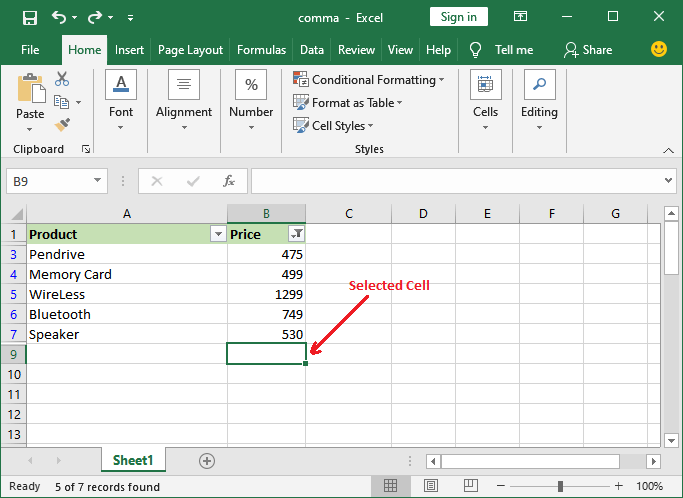 comma - Excel
Sign in
File Home Insert Page Layout Formulas Data Review View Help Tell me Share
Paste
Clipboard
A
Font
Alignment
%
Number
Conditional Formatting
Format as Table
Cell Styles
Styles
Cells
Editing
B9
fx
A B C D E F G
1 Product Price
3 Pendrive 475
4 Memory Card 499
5 WireLess 1299
6 Bluetooth 749
7 Speaker 530
Selected Cell
9
10
11
12
13
Sheet1
Ready 5 of 7 records found 100%